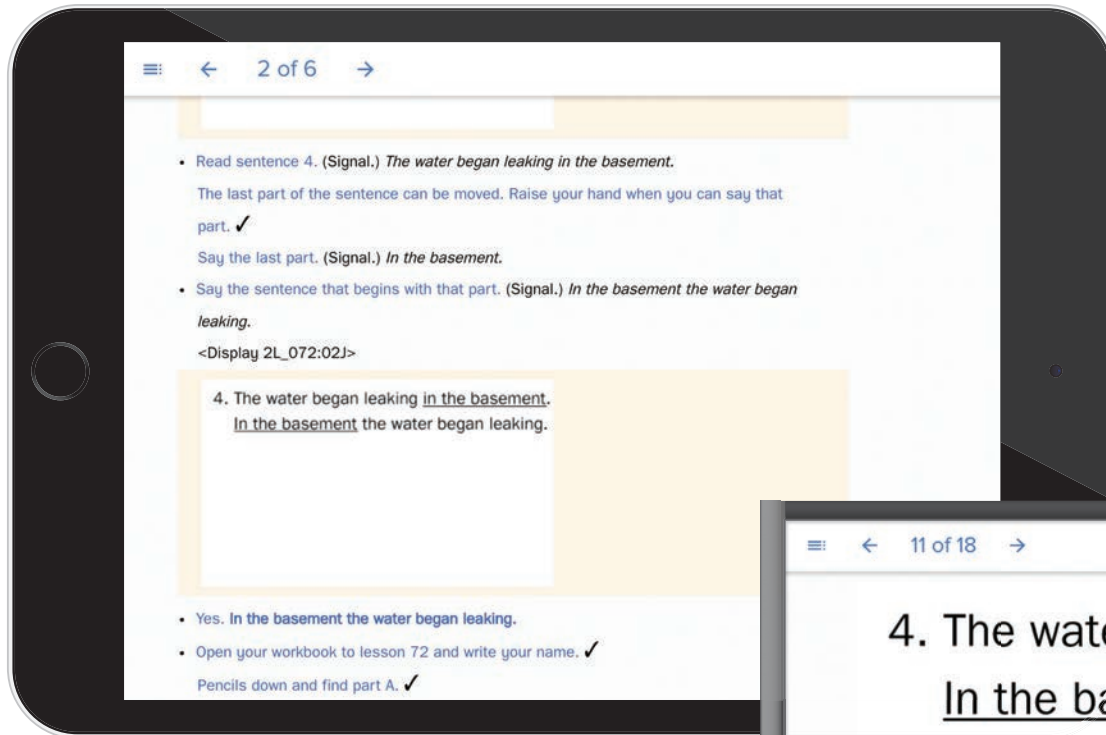 2 of 6
• Read sentence 4. (Signal.) The water began leaking in the basement.
The last part of the sentence can be moved. Raise your hand when you can say that
part. ✓
Say the last part. (Signal.) In the basement.
• Say the sentence that begins with that part. (Signal.) In the basement the water began
leaking.
<Display 2L_072:02J>
4. The water began leaking in the basement.
In the basement the water began leaking.
• Yes. In the basement the water began leaking.
• Open your workbook to lesson 72 and write your name. ✓
Pencils down and find part A. ✓
11 of 18
4. The wate
In the ba